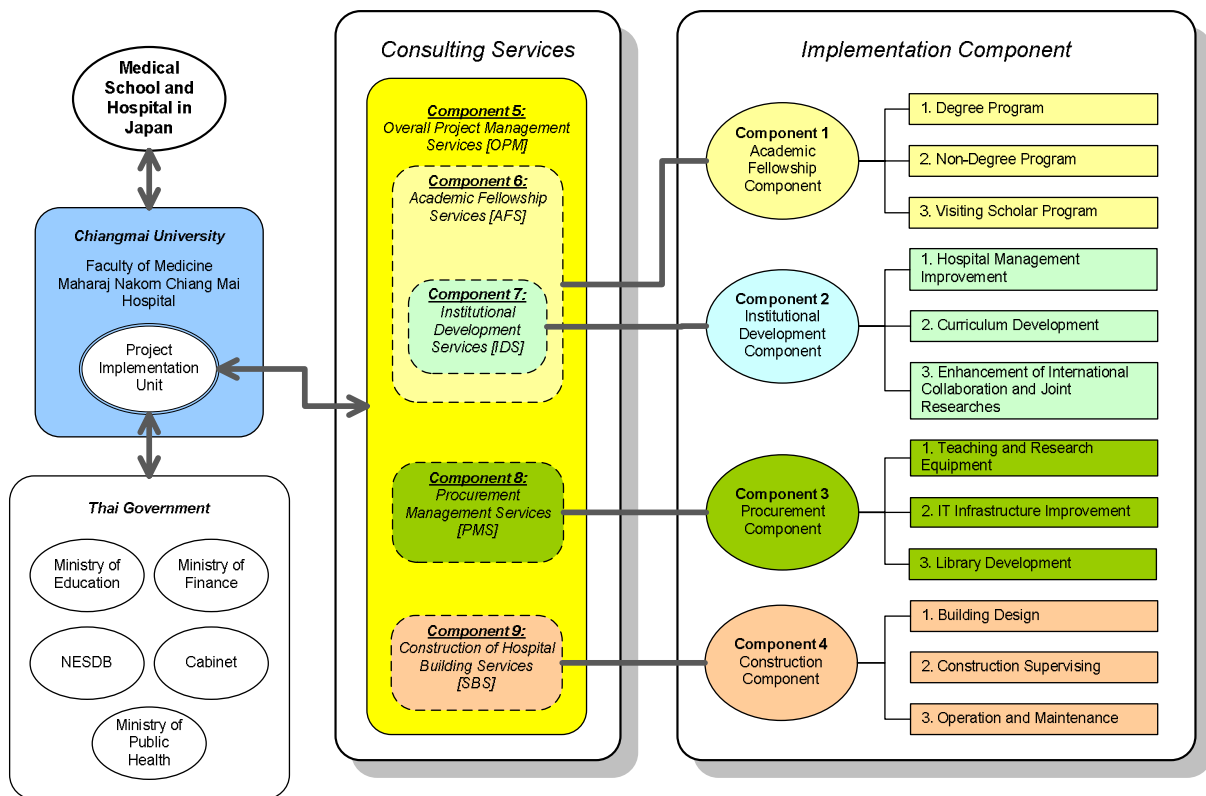 Medical
School and
Hospital in
Japan
Chiangmai University
Faculty of Medicine
Maharaj Nakorn Chiang Mai
Hospital
Project
Implementation
Unit
Thai Government
Ministry of
Education
Ministry of
Finance
NESDB
Cabinet
Ministry of
Public
Health
Consulting Services
Component 5:
Overall Project Management
Services [OPM]
Component 6:
Academic Fellowship
Services [AFS]
Component 7:
Institutional
Development
Services [IDS]
Component 8:
Procurement
Management Services
[PMS]
Component 9:
Construction of Hospital
Building Services
[SBS]
Implementation Component
Component 1
Academic
Fellowship
Component
1. Degree Program
2. Non-Degree Program
3. Visiting Scholar Program
Component 2
Institutional
Development
Component
1. Hospital Management
Improvement
2. Curriculum Development
3. Enhancement of International
Collaboration and Joint
Researches
Component 3
Procurement
Component
1. Teaching and Research
Equipment
2. IT Infrastructure Improvement
3. Library Development
Component 4
Construction
Component
1. Building Design
2. Construction Supervising
3. Operation and Maintenance